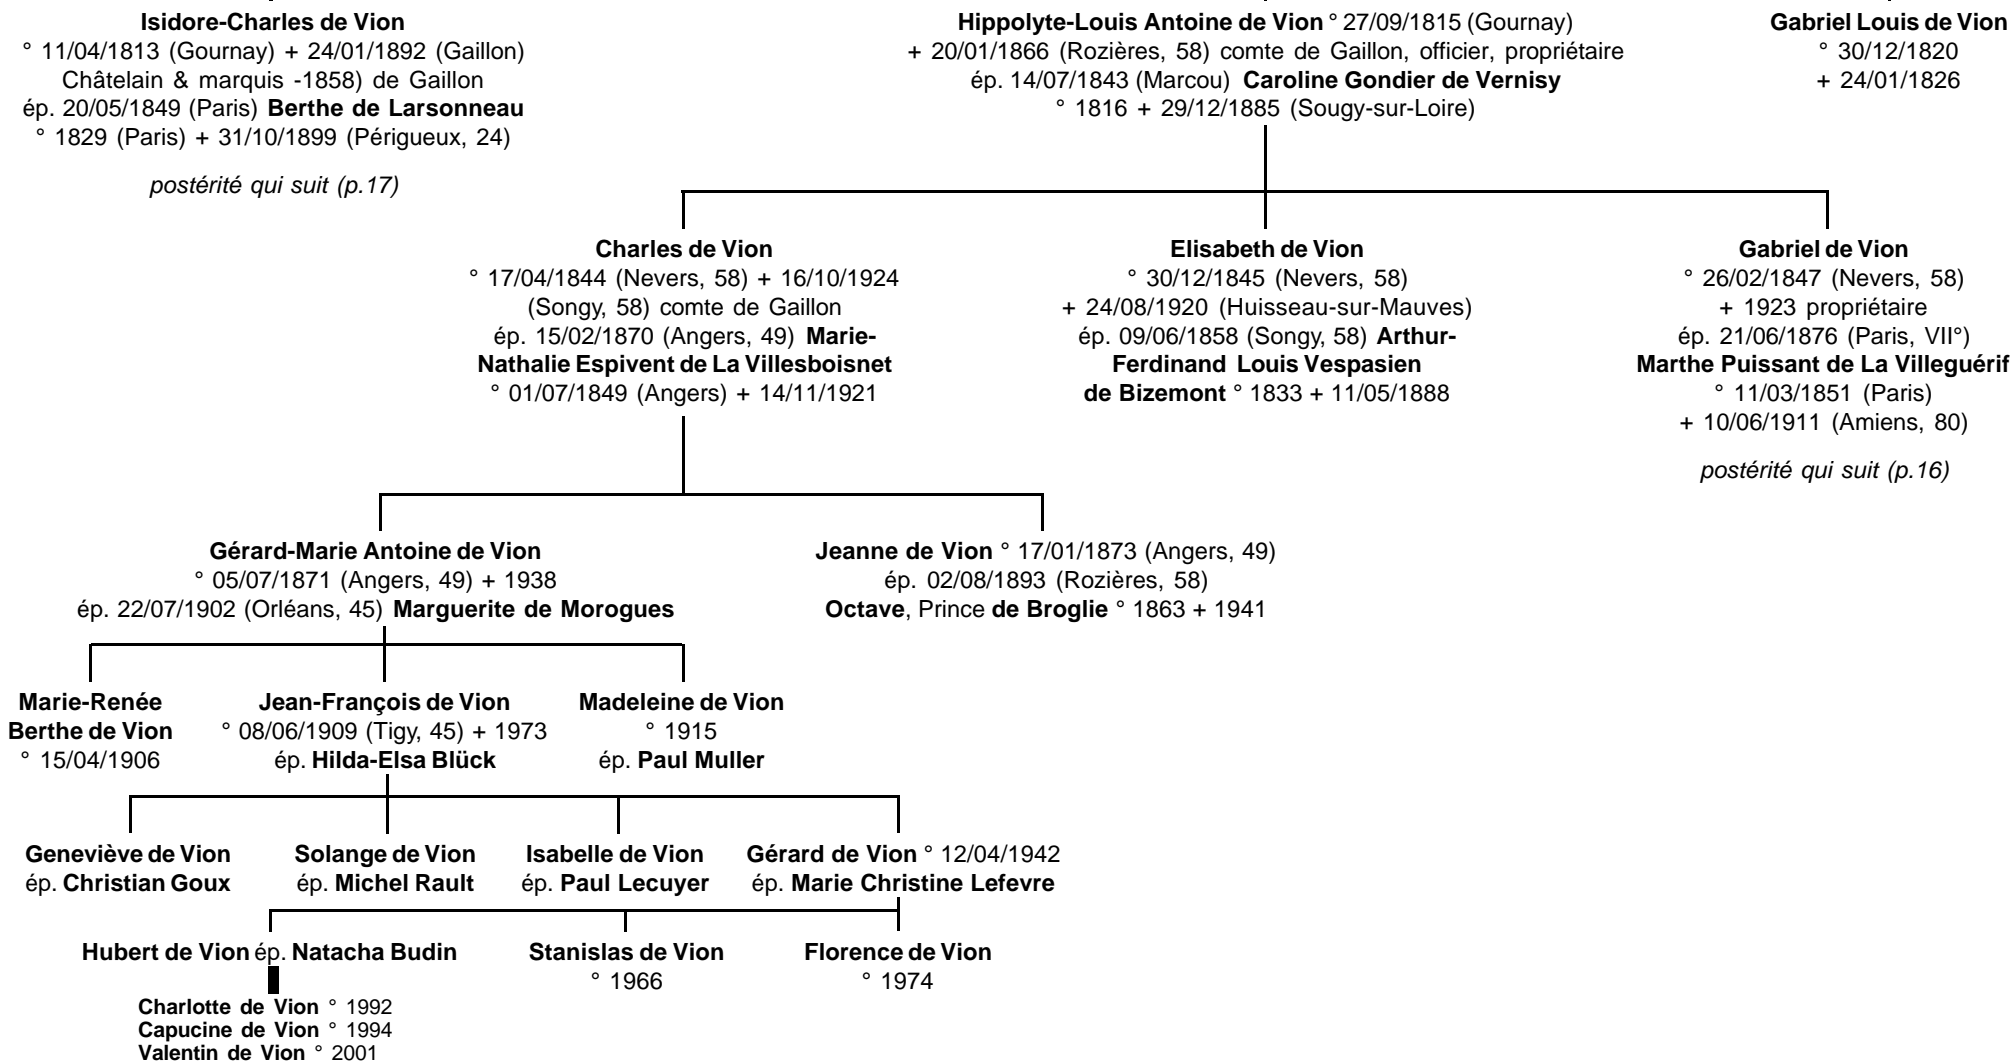 Isidore-Charles de Vion
° 11/04/1813 (Gournay) + 24/01/1892 (Gaillon)
Châtelain & marquis -1858) de Gaillon
ép. 20/05/1849 (Paris) Berthe de Larsonneau
° 1829 (Paris) + 31/10/1899 (Périgueux, 24)
postérité qui suit (p.17)
Hippolyte-Louis Antoine de Vion ° 27/09/1815 (Gournay)
+ 20/01/1866 (Rozières, 58) comte de Gaillon, officier, propriétaire
ép. 14/07/1843 (Marcou) Caroline Gondier de Vernisy
° 1816 + 29/12/1885 (Sougy-sur-Loire)
Gabriel Louis de Vion
° 30/12/1820
+ 24/01/1826
Charles de Vion
° 17/04/1844 (Nevers, 58) + 16/10/1924
(Songy, 58) comte de Gaillon
ép. 15/02/1870 (Angers, 49) Marie-
Nathalie Espivent de La Villesboisnet
° 01/07/1849 (Angers) + 14/11/1921
Elisabeth de Vion
° 30/12/1845 (Nevers, 58)
+ 24/08/1920 (Huisseau-sur-Mauves)
ép. 09/06/1858 (Songy, 58) Arthur-
Ferdinand Louis Vespasien
de Bizemont ° 1833 + 11/05/1888
Gabriel de Vion
° 26/02/1847 (Nevers, 58)
+ 1923 propriétaire
ép. 21/06/1876 (Paris, VII°)
Marthe Puissant de La Villeguérif
° 11/03/1851 (Paris)
+ 10/06/1911 (Amiens, 80)
postérité qui suit (p.16)
Gérard-Marie Antoine de Vion
° 05/07/1871 (Angers, 49) + 1938
ép. 22/07/1902 (Orléans, 45) Marguerite de Morogues
Jeanne de Vion ° 17/01/1873 (Angers, 49)
ép. 02/08/1893 (Rozières, 58)
Octave, Prince de Broglie ° 1863 + 1941
Marie-Renée
Berthe de Vion
° 15/04/1906
Jean-François de Vion
° 08/06/1909 (Tigy, 45) + 1973
ép. Hilda-Elsa Blück
Madeleine de Vion
° 1915
ép. Paul Muller
Geneviève de Vion
ép. Christian Goux
Solange de Vion
ép. Michel Rault
Isabelle de Vion
ép. Paul Lecuyer
Gérard de Vion ° 12/04/1942
ép. Marie Christine Lefevre
Hubert de Vion ép. Natacha Budin
Stanislas de Vion
° 1966
Florence de Vion
° 1974
Charlotte de Vion ° 1992
Capucine de Vion ° 1994
Valentin de Vion ° 2001